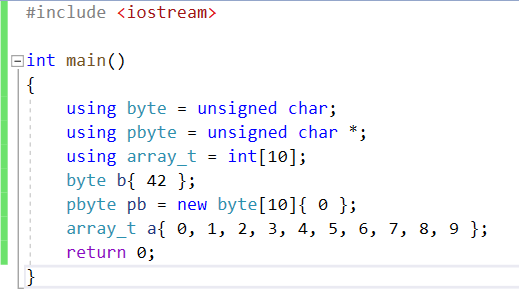 #include <iostream>
int main()
{
using byte = unsigned char;
using pbyte = unsigned char *;
using array_t = int[10];
byte b{ 42 };
pbyte pb = new byte[10]{ 0 };
array_t a{ 0, 1, 2, 3, 4, 5, 6, 7, 8, 9 };
return 0;
}